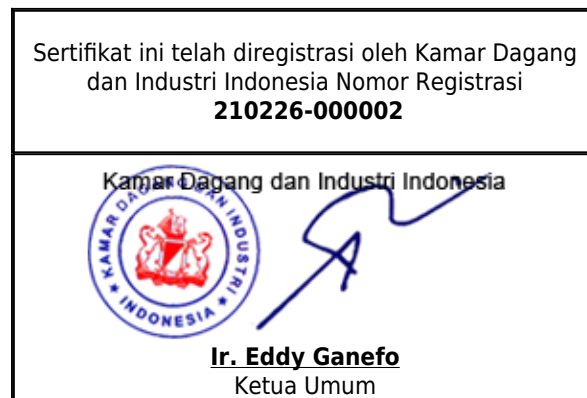 Sertifikat ini telah diregistrasi oleh Kamar Dagang
dan Industri Indonesia Nomor Registrasi
210226-000002
Kamar Dagang dan Industri Indonesia
KAMAR DAGANG DAN INDUSTRI
INDONESIA
Ir. Eddy Ganefo
Ketua Umum